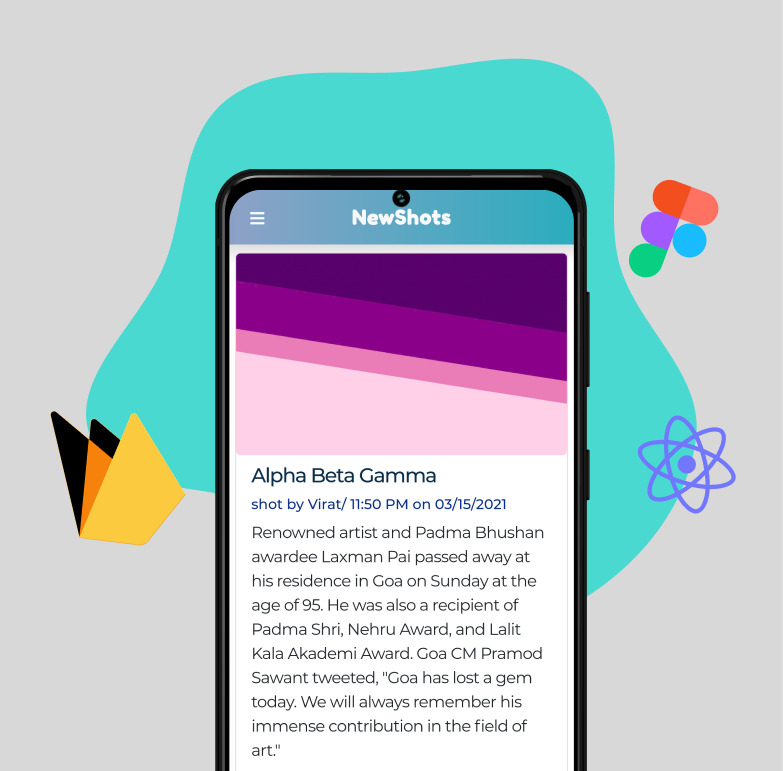 NewShots
Alpha Beta Gamma
shot by Virat/ 11:50 PM on 03/15/2021
Renowned artist and Padma Bhushan
awardee Laxman Pai passed away at
his residence in Goa on Sunday at the
age of 95. He was also a recipient of
Padma Shri, Nehru Award, and Lalit
Kala Akademi Award. Goa CM Pramod
Sawant tweeted, "Goa has lost a gem
today. We will always remember his
immense contribution in the field of
art."